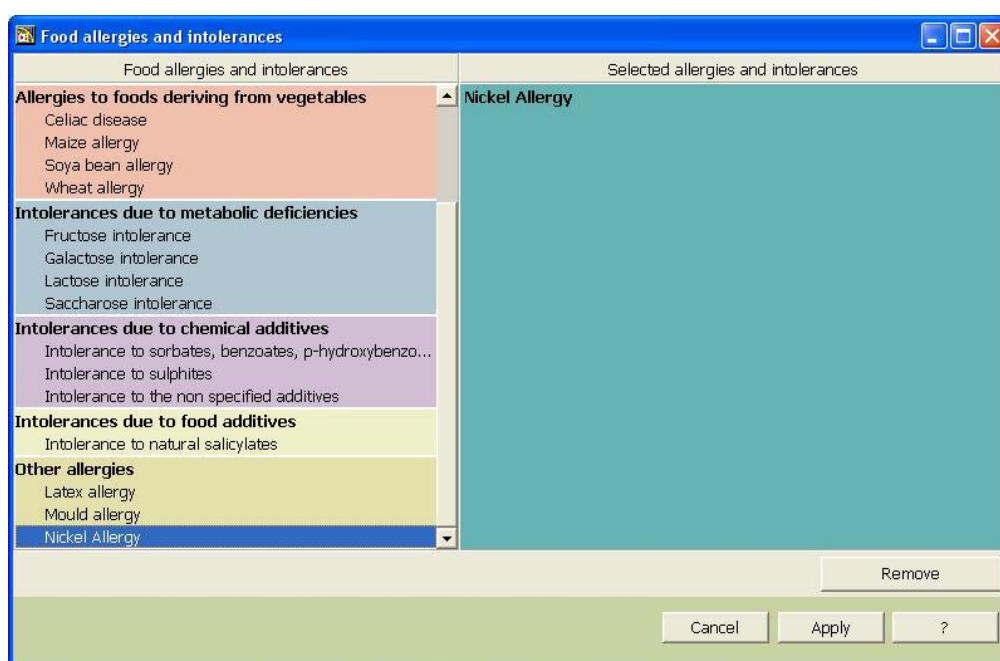 Food allergies and intolerances
Food allergies and intolerances
Selected allergies and intolerances
Allergies to foods deriving from vegetables
Celiac disease
Maize allergy
Soya bean allergy
Wheat allergy
Intolerances due to metabolic deficiencies
Fructose intolerance
Galactose intolerance
Lactose intolerance
Saccharose intolerance
Intolerances due to chemical additives
Intolerance to sorbates, benzoates, p-hydroxybenzo...
Intolerance to sulphites
Intolerance to the non specified additives
Intolerances due to food additives
Intolerance to natural salicylates
Other allergies
Latex allergy
Mould allergy
Nickel Allergy
Nickel Allergy
Remove
Cancel
Apply
?